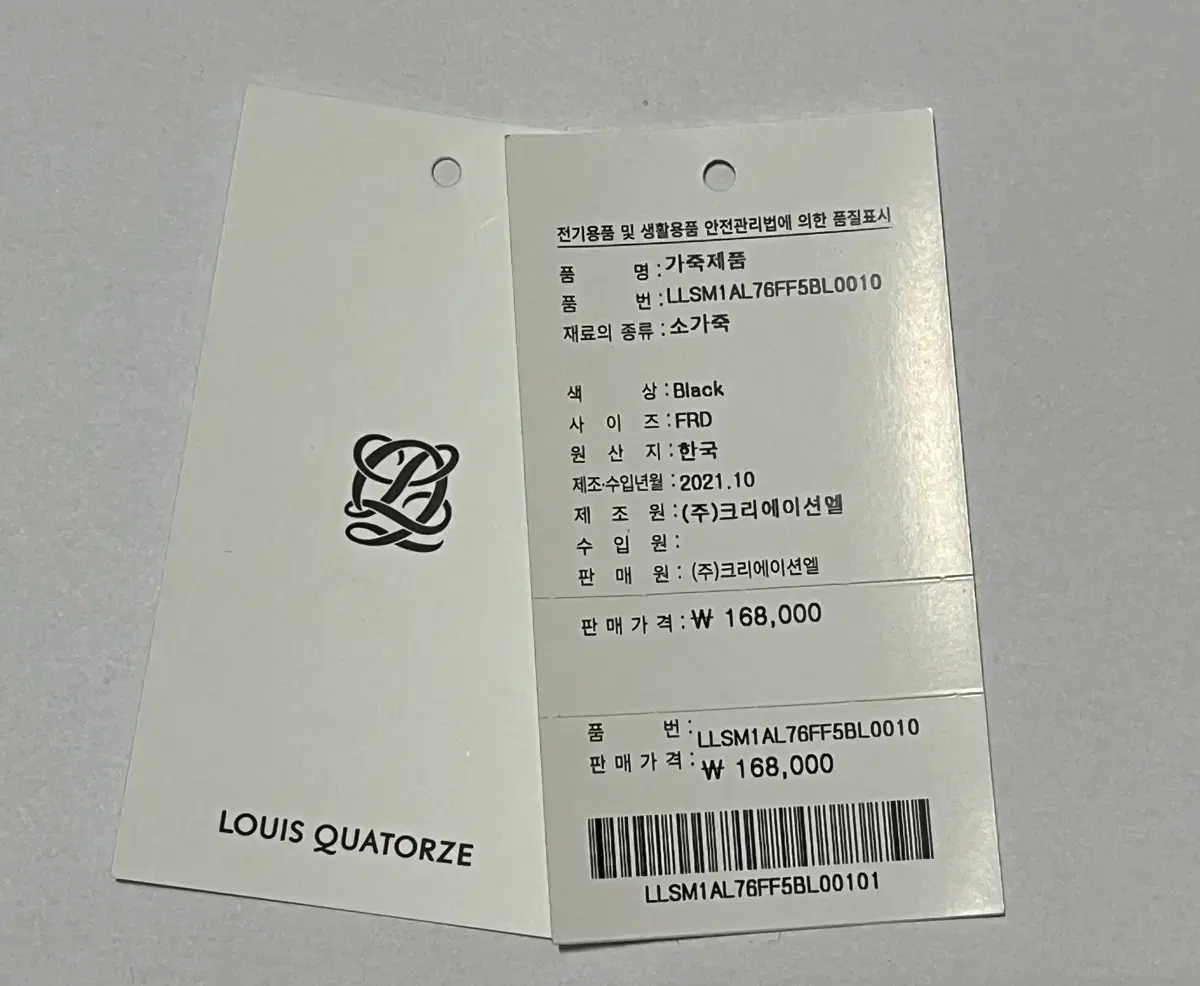 LOUIS QUATORZE
전기용품 및 생활용품 안전관리법에 의한 품질표시
품 명 : 가죽제품
품 번 : LLSM1AL76FF5BL0010
재료의 종류 : 소가죽
색 상 : Black
사 이 즈 : FRD
원 산 지 : 한국
제조·수입년월 : 2021.10
제 조 원 : (주)크리에이션엘
수 입 원 :
판 매 원 : (주)크리에이션엘
판 매 가 격 : ₩ 168,000
품 번 : LLSM1AL76FF5BL0010
판 매 가 격 : ₩ 168,000
LLSM1AL76FF5BL00101